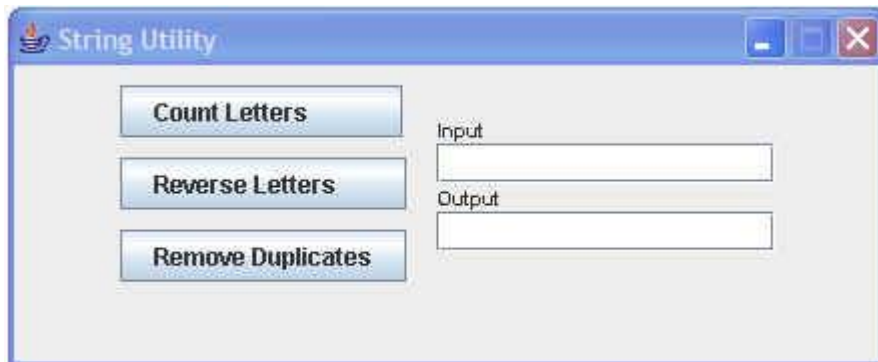 String Utility
Count Letters
Reverse Letters
Remove Duplicates
Input
Output